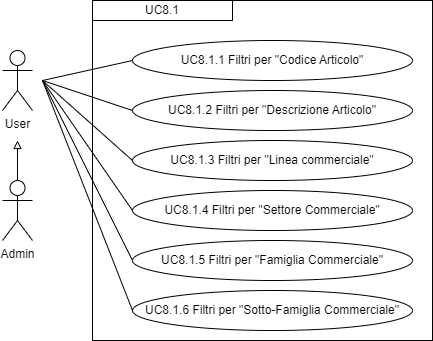 UC8.1
UC8.1.1 Filtri per "Codice Articolo"
User
UC8.1.2 Filtri per "Descrizione Articolo"
UC8.1.3 Filtri per "Linea commerciale"
UC8.1.4 Filtri per "Settore Commerciale"
Admin
UC8.1.5 Filtri per "Famiglia Commerciale"
UC8.1.6 Filtri per "Sotto-Famiglia Commerciale"